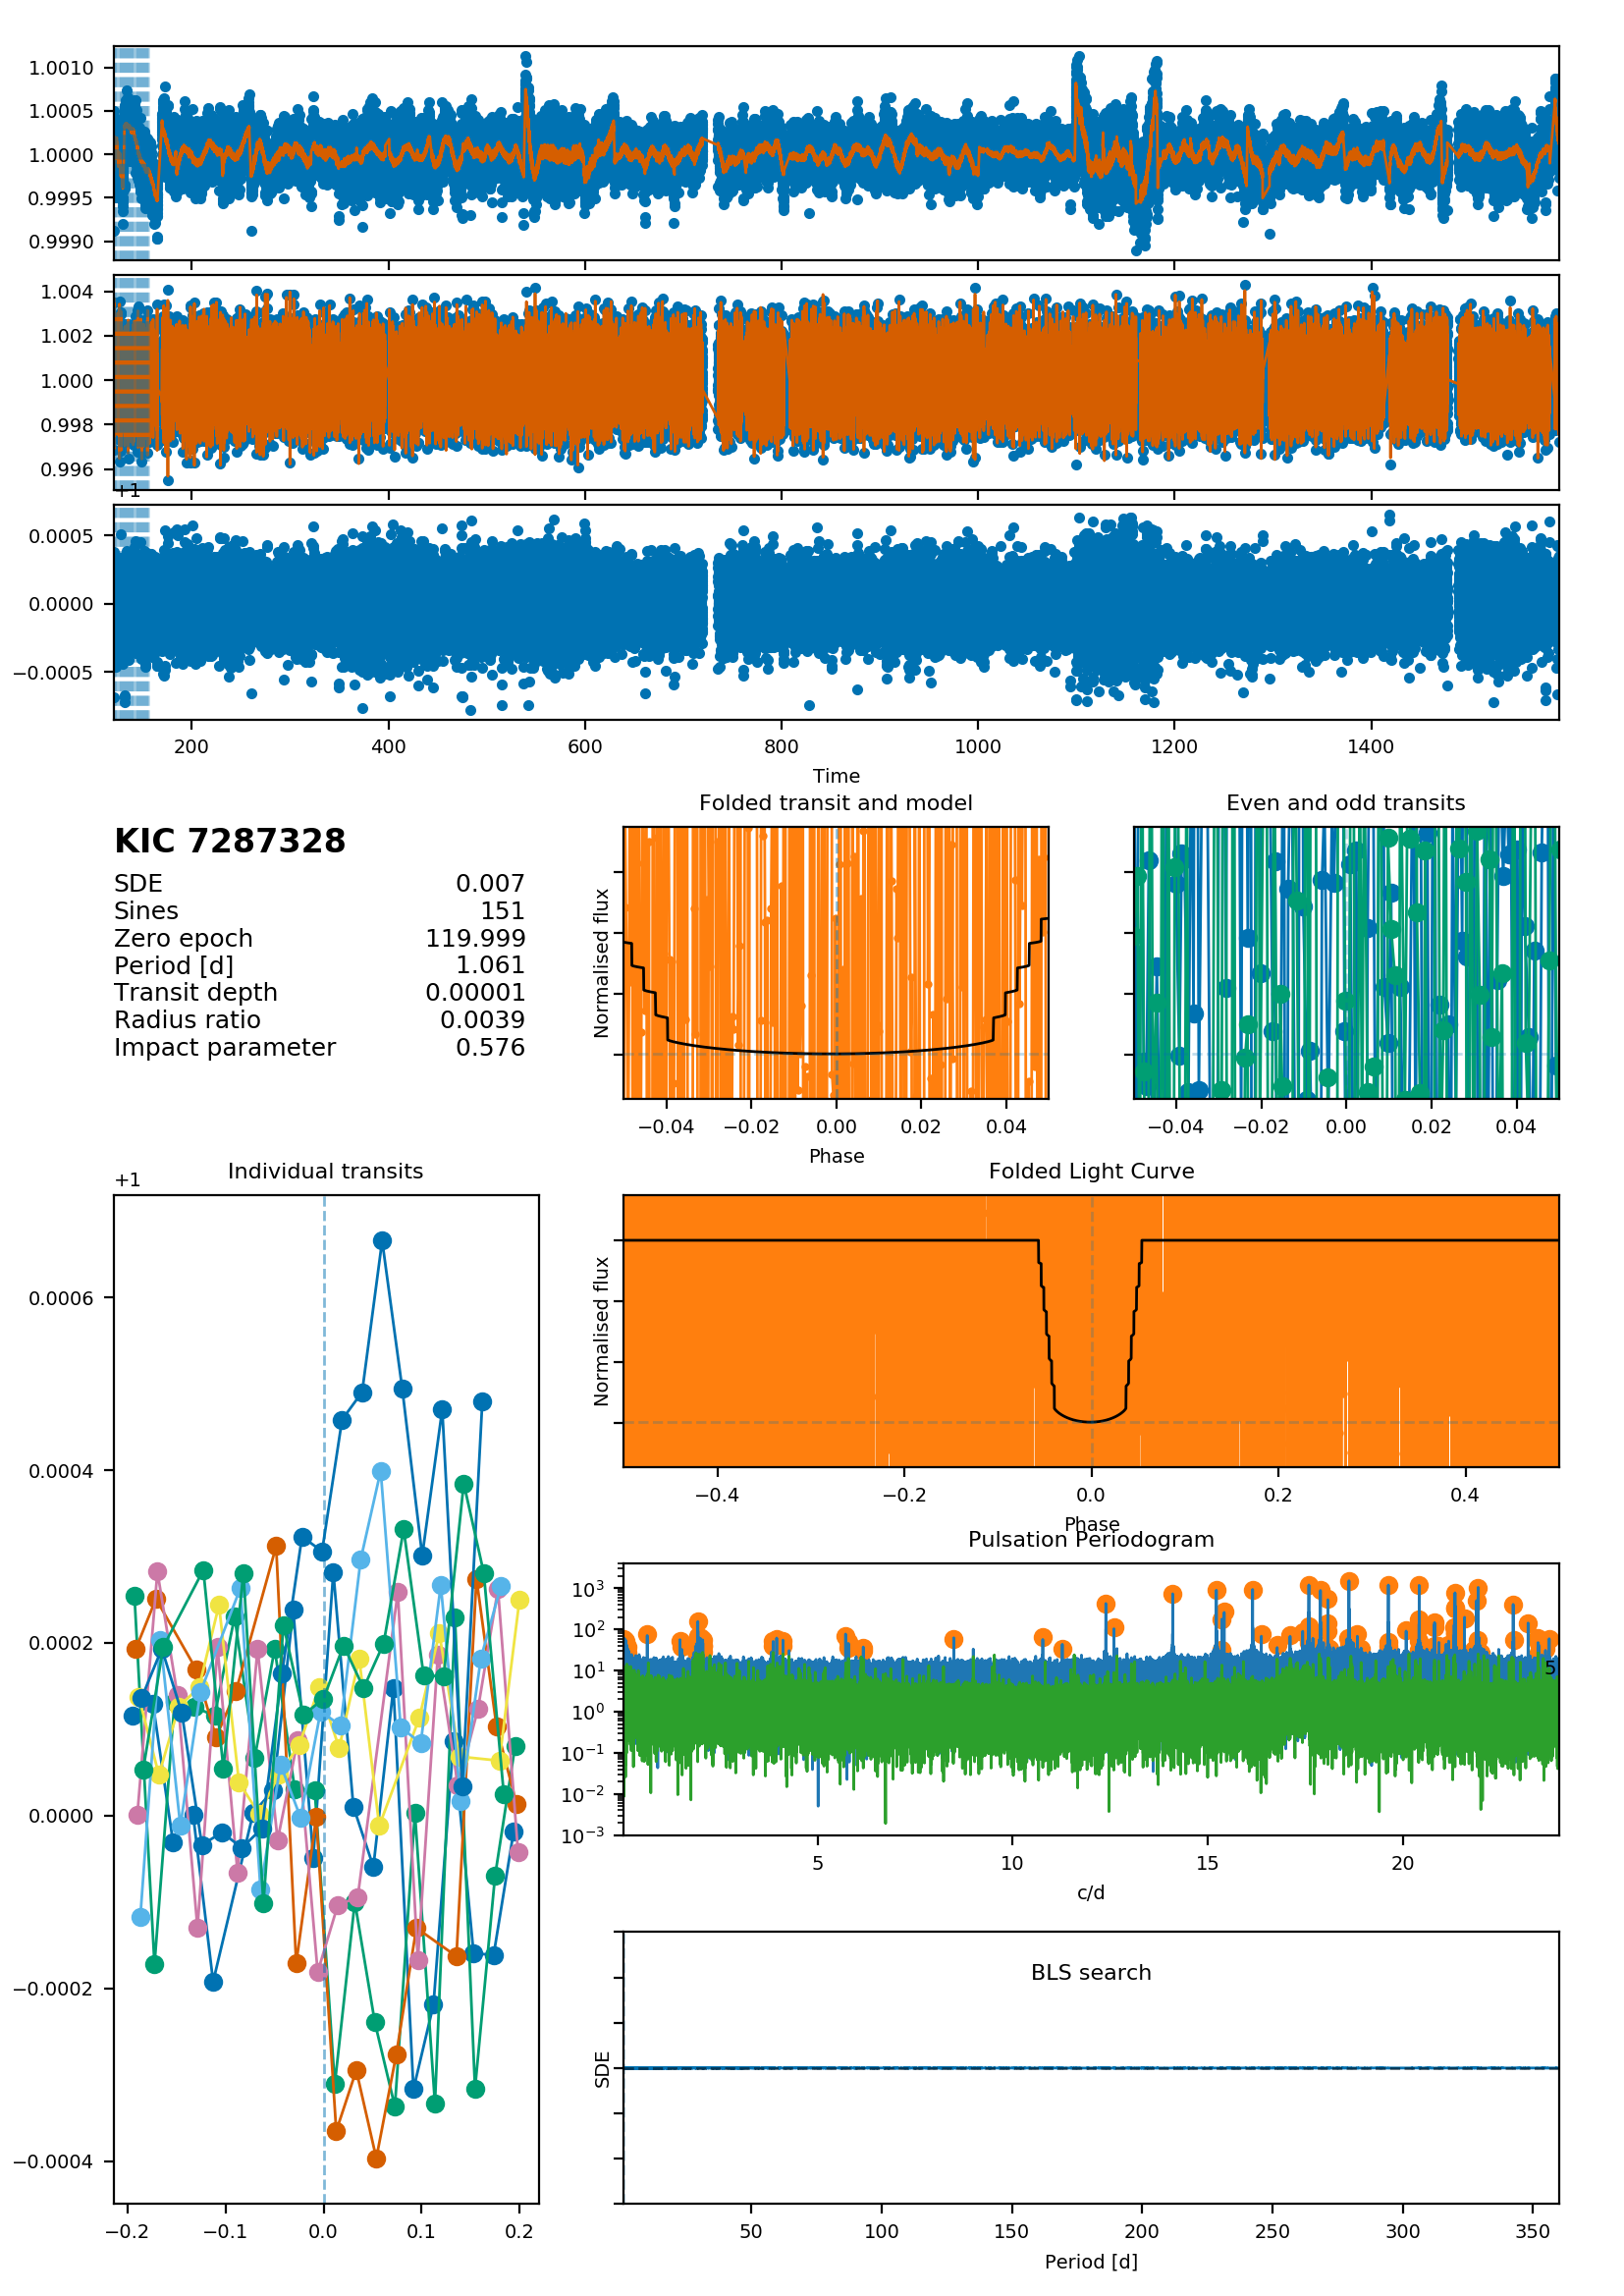 1.0010
1.0005
1.0000
0.9995
0.9990
1.004
1.002
1.000
0.998
0.996
+1
0.0005
0.0000
−0.0005
200 400 600 800 1000 1200 1400
Time
KIC 7287328
SDE 0.007
Sines 151
Zero epoch 119.999
Period [d] 1.061
Transit depth 0.00001
Radius ratio 0.0039
Impact parameter 0.576
Folded transit and model
Normalised flux
−0.04 −0.02 0.00 0.02 0.04
Phase
Even and odd transits
−0.04 −0.02 0.00 0.02 0.04
Individual transits
+1
0.0006
0.0004
0.0002
0.0000
−0.0002
−0.0004
−0.2 −0.1 0.0 0.1 0.2
Folded Light Curve
Normalised flux
−0.4 −0.2 0.0 0.2 0.4
Phase
Pulsation Periodogram
10³
10²
10¹
10⁰
10⁻¹
10⁻²
10⁻³
5
5 10 15 20
c/d
BLS search
SDE
50 100 150 200 250 300 350
Period [d]